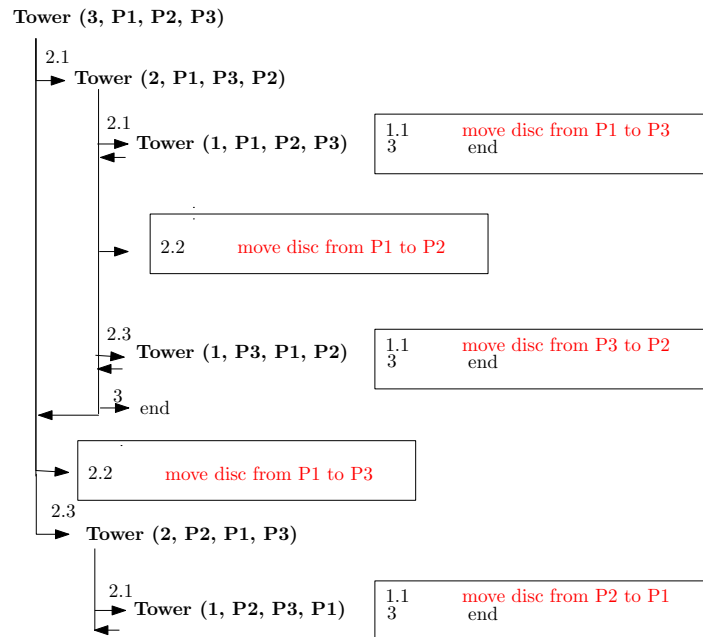 Tower (3, P1, P2, P3)
2.1
Tower (2, P1, P3, P2)
2.1
Tower (1, P1, P2, P3)
1.1 move disc from P1 to P3
3 end
2.2 move disc from P1 to P2
2.3
Tower (1, P3, P1, P2)
1.1 move disc from P3 to P2
3 end
3
end
2.2 move disc from P1 to P3
2.3
Tower (2, P2, P1, P3)
2.1
Tower (1, P2, P3, P1)
1.1 move disc from P2 to P1
3 end